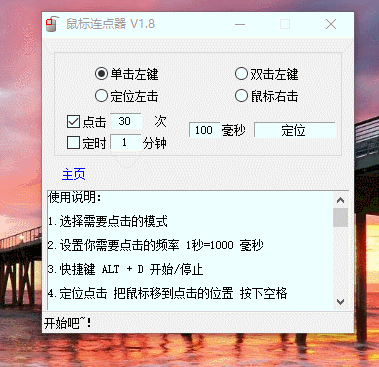 鼠标连点器 V1.8
单击左键 双击左键
定位左击 鼠标右击
点击 30 次
100 毫秒 定位
定时 1 分钟
主页
使用说明:
1.选择需要点击的模式
2.设置你需要点击的频率 1秒=1000 毫秒
3.快捷键 ALT + D 开始/停止
4.定位点击 把鼠标移到点击的位置 按下空格
开始吧~!